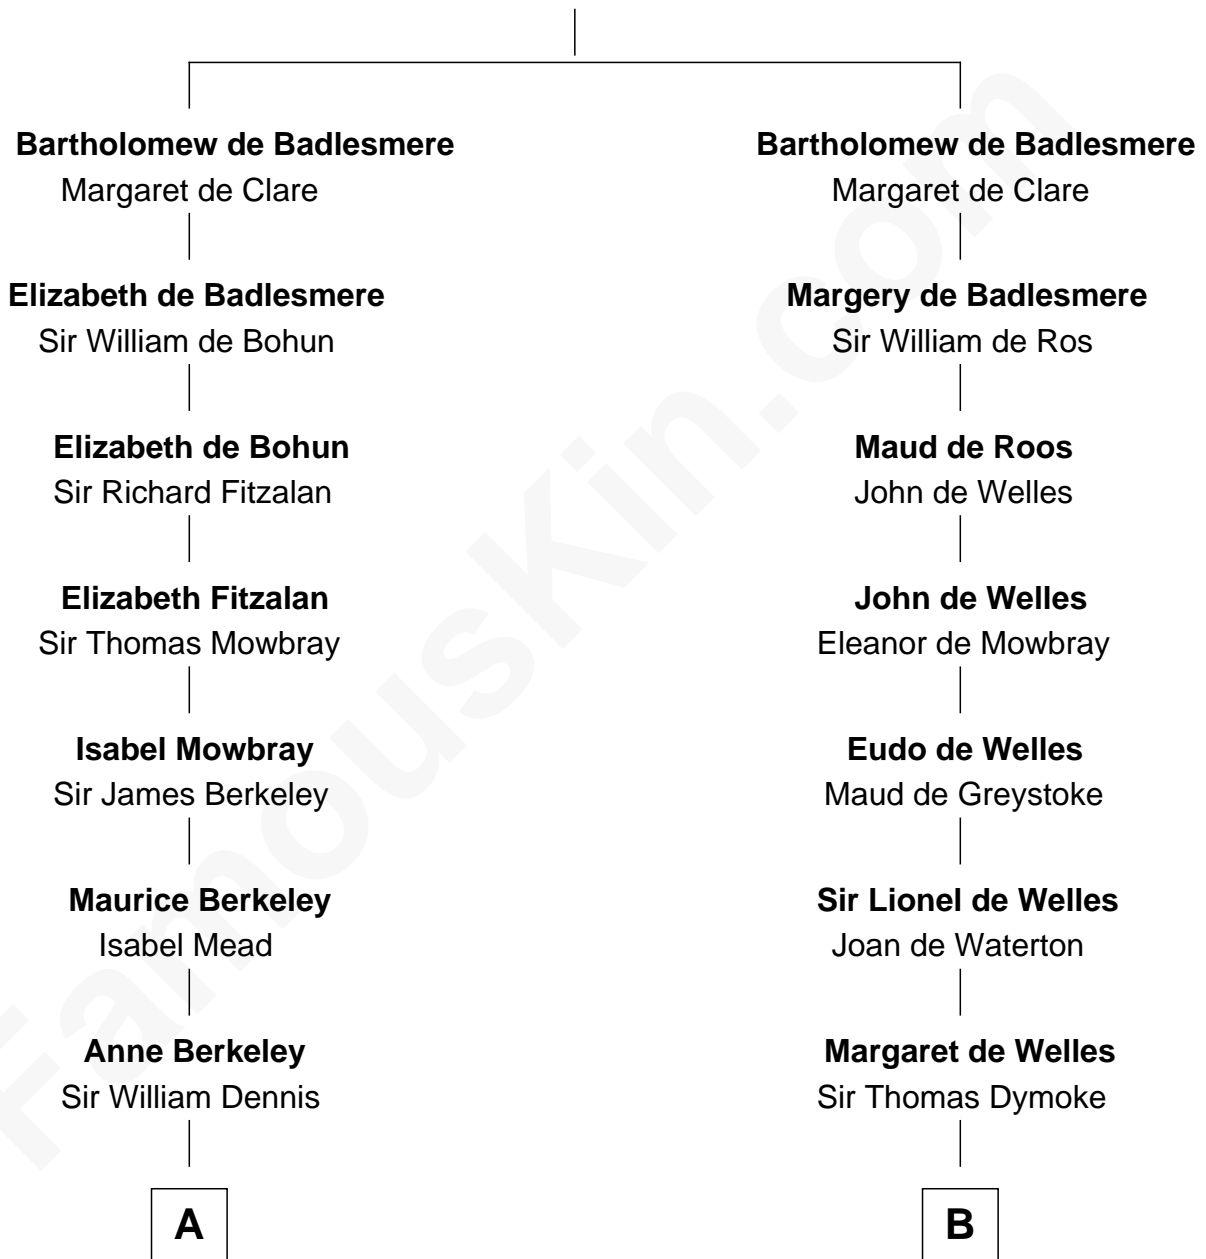 Bartholomew de Badlesmere
Margaret de Clare
Elizabeth de Badlesmere
Sir William de Bohun
Elizabeth de Bohun
Sir Richard Fitzalan
Elizabeth Fitzalan
Sir Thomas Mowbray
Isabel Mowbray
Sir James Berkeley
Maurice Berkeley
Isabel Mead
Anne Berkeley
Sir William Dennis
A
Bartholomew de Badlesmere
Margaret de Clare
Margery de Badlesmere
Sir William de Ros
Maud de Roos
John de Welles
John de Welles
Eleanor de Mowbray
Eudo de Welles
Maud de Greystoke
Sir Lionel de Welles
Joan de Waterton
Margaret de Welles
Sir Thomas Dymoke
B
FamousKin.com